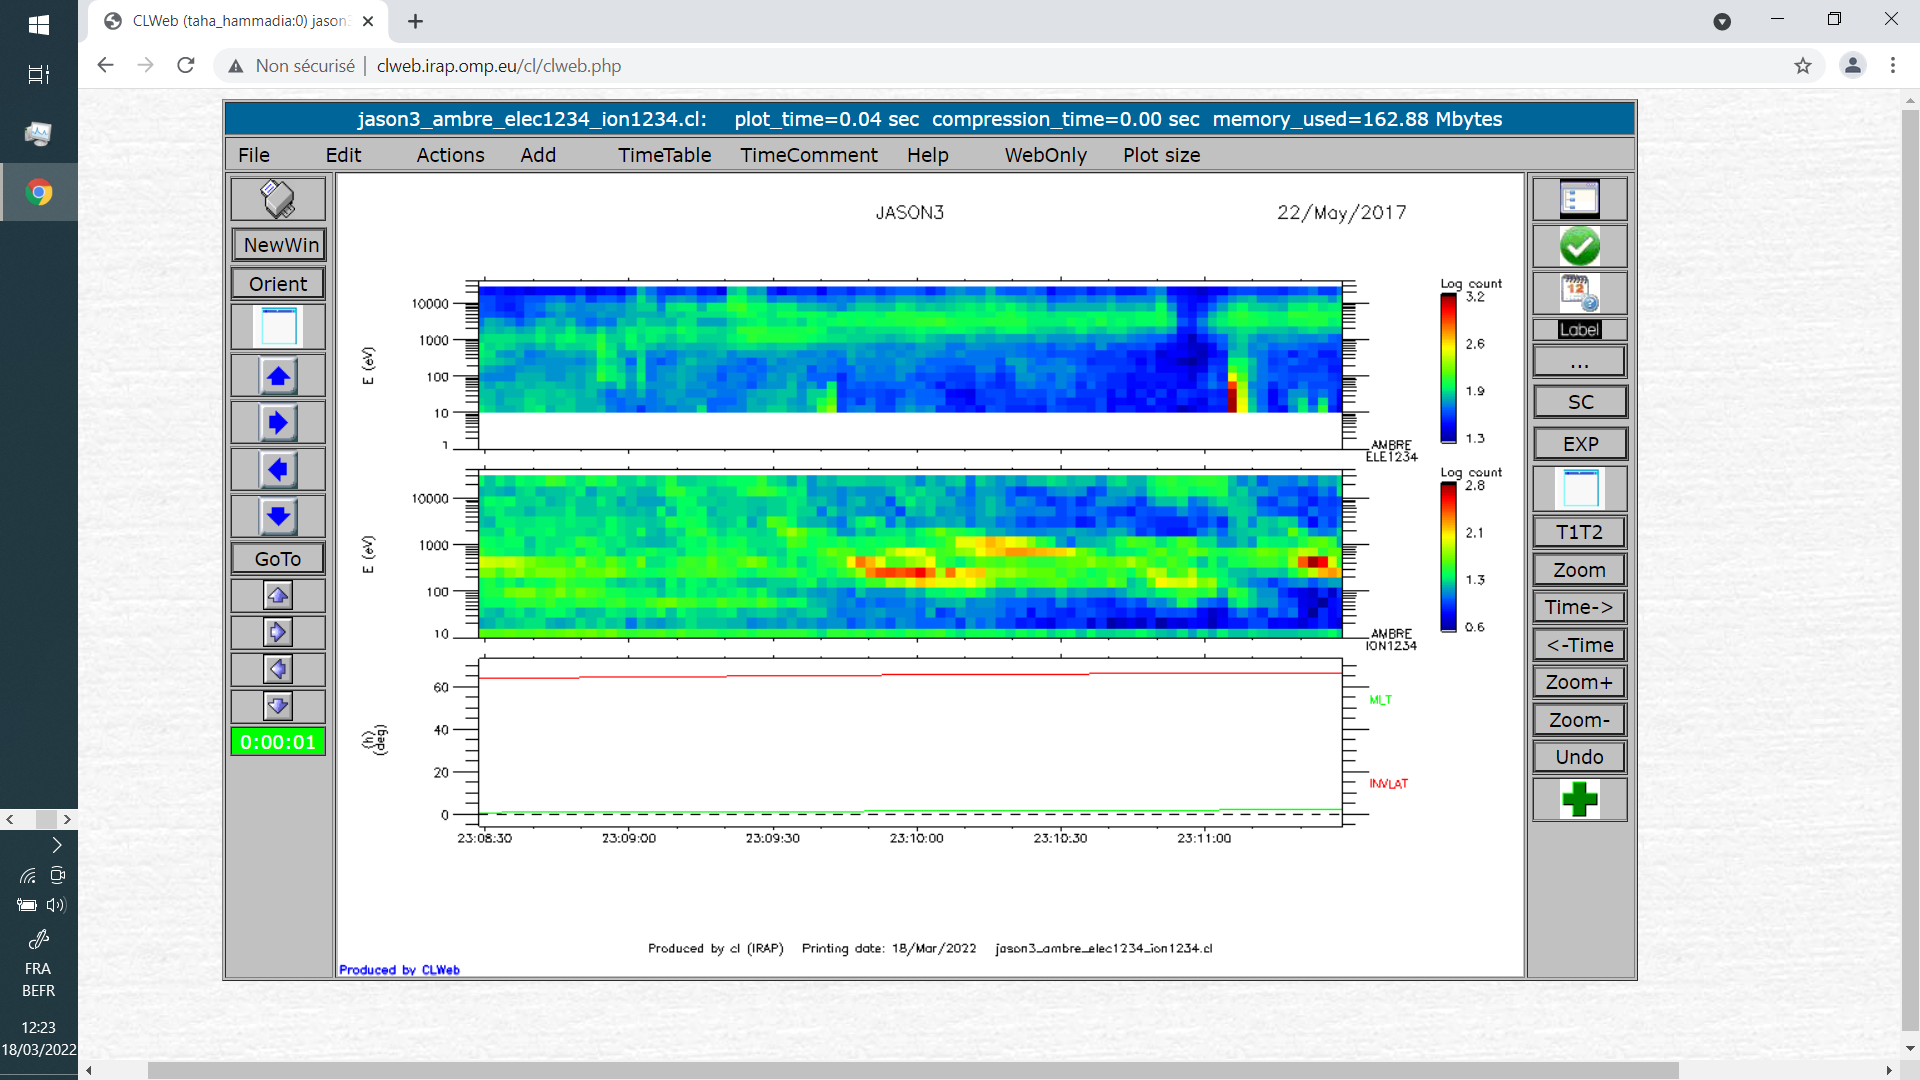 CLWeb (taha_hammadia:0) jason3
Non sécurisé | clweb.irap.omp.eu/cl/clweb.php
jason3_ambre_elec1234_ion1234.cl: plot_time=0.04 sec compression_time=0.00 sec memory_used=162.88 Mbytes
File Edit Actions Add TimeTable TimeComment Help WebOnly Plot size
NewWin
Orient
GoTo
0:00:01
JASON3 22/May/2017
Log count
3.2
2.6
1.9
1.3
10000
1000
100
10
1
E (eV)
AMBRE
ELE1234
Log count
2.8
2.1
1.3
0.6
10000
1000
100
10
E (eV)
AMBRE
ION1234
60
40
20
0
(h)
(deg)
MLT
INVLAT
23:08:30 23:09:00 23:09:30 23:10:00 23:10:30 23:11:00
Produced by cl (IRAP) Printing date: 18/Mar/2022 jason3_ambre_elec1234_ion1234.cl
Produced by CLWeb
12
Label
...
SC
EXP
T1T2
Zoom
Time->
<-Time
Zoom+
Zoom-
Undo
FRA
BEFR
12:23
18/03/2022